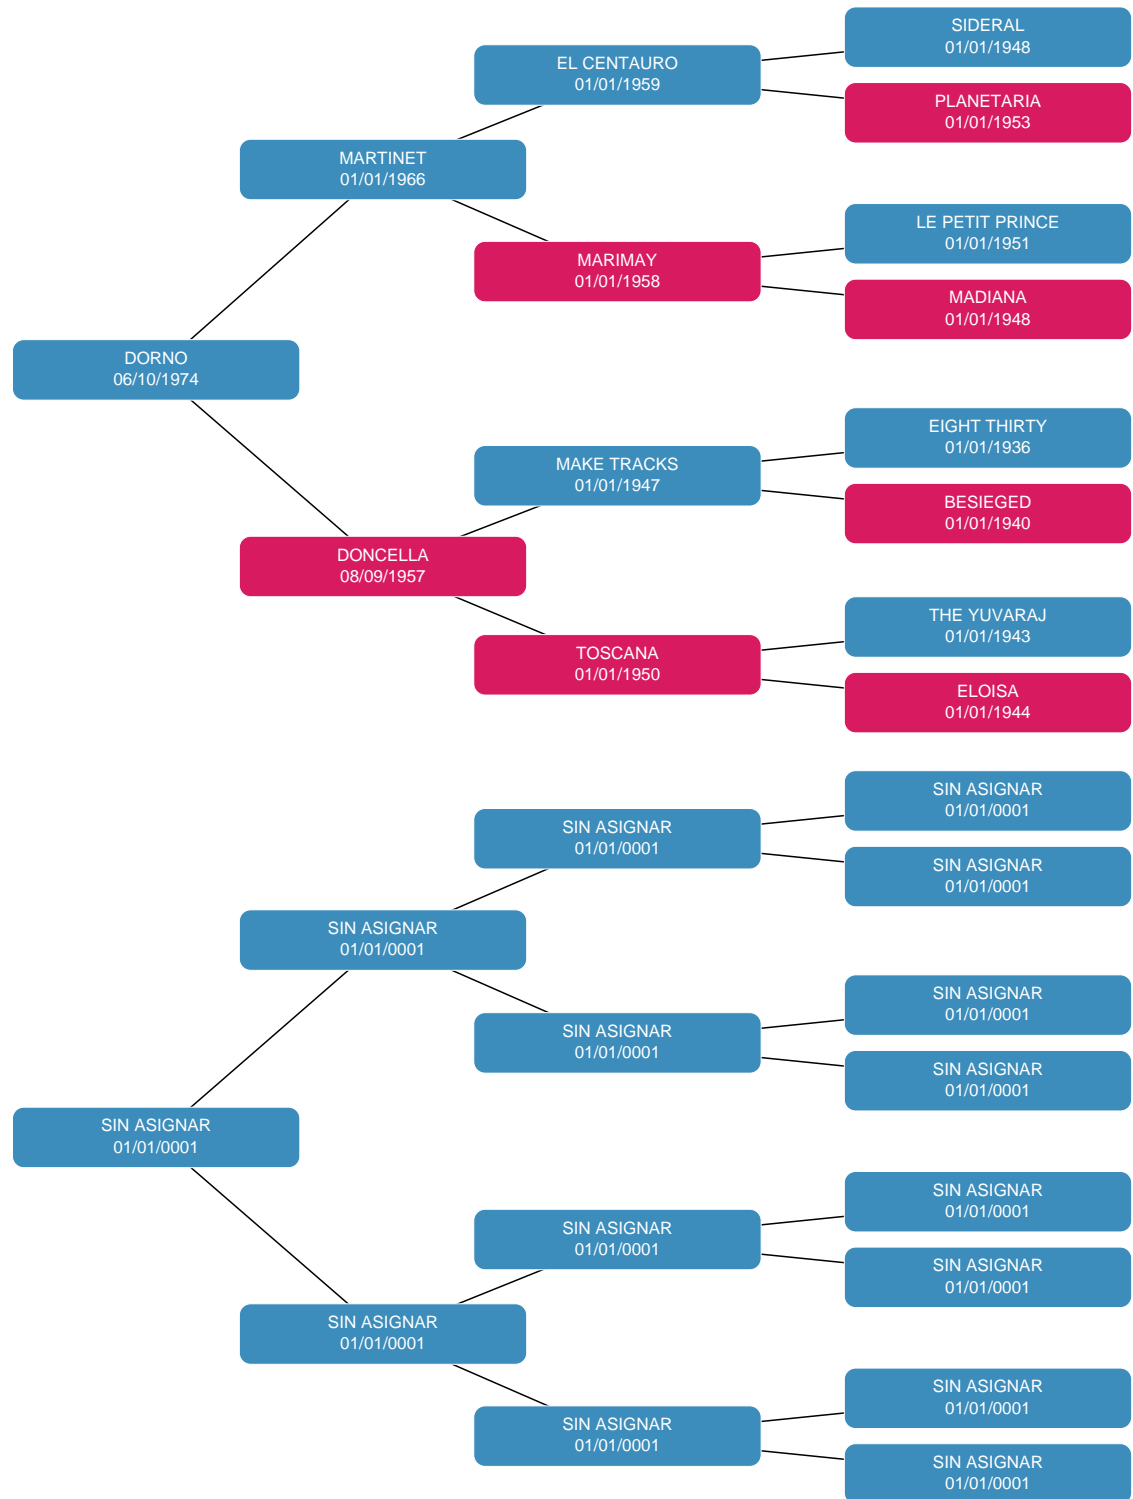 SIDERAL
01/01/1948
EL CENTAURO
01/01/1959
PLANETARIA
01/01/1953
MARTINET
01/01/1966
LE PETIT PRINCE
01/01/1951
MARIMAY
01/01/1958
MADIANA
01/01/1948
DORNO
06/10/1974
EIGHT THIRTY
01/01/1936
MAKE TRACKS
01/01/1947
BESIEGED
01/01/1940
DONCELLA
08/09/1957
THE YUVARAJ
01/01/1943
TOSCANA
01/01/1950
ELOISA
01/01/1944
SIN ASIGNAR
01/01/0001
SIN ASIGNAR
01/01/0001
SIN ASIGNAR
01/01/0001
SIN ASIGNAR
01/01/0001
SIN ASIGNAR
01/01/0001
SIN ASIGNAR
01/01/0001
SIN ASIGNAR
01/01/0001
SIN ASIGNAR
01/01/0001
SIN ASIGNAR
01/01/0001
SIN ASIGNAR
01/01/0001
SIN ASIGNAR
01/01/0001
SIN ASIGNAR
01/01/0001
SIN ASIGNAR
01/01/0001
SIN ASIGNAR
01/01/0001
SIN ASIGNAR
01/01/0001